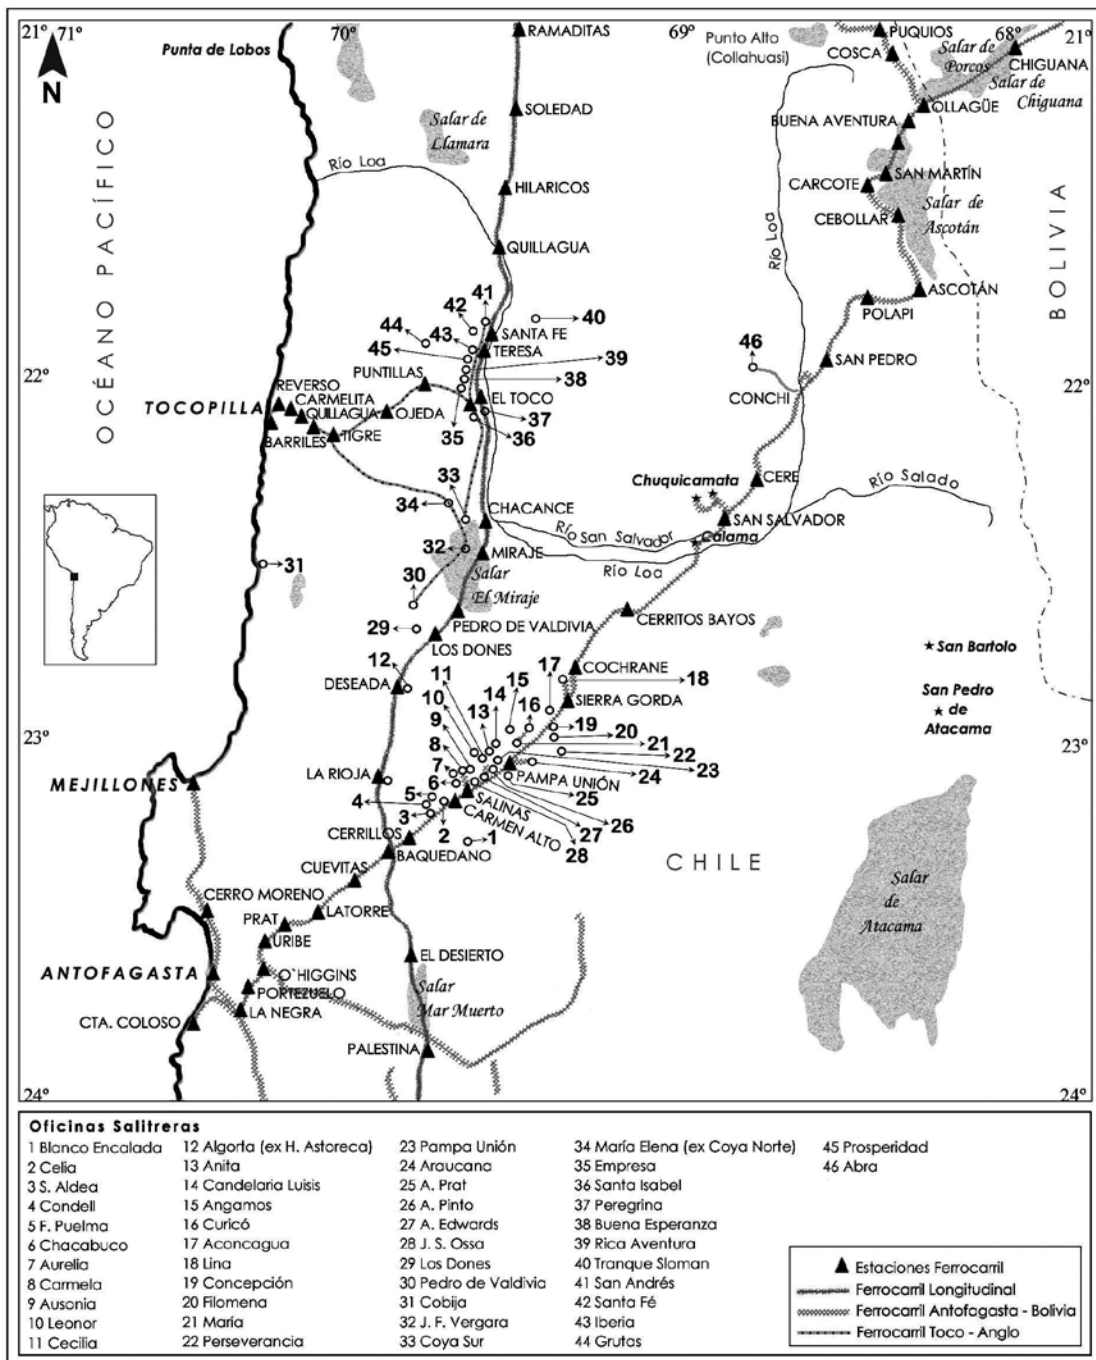 21° 71°
70
69
68°
21°
N
Punta de Lobos
RAMADITAS
Punto Alto
(Collahuasi)
PUQUIOS
COSCA
Salar de
Porcos
CHIGUANA
Salar de
Chiguana
OLLAGÜE
SOLEDAD
Salar de
Llamara
BUENA AVENTURA
Río Loa
HILARICOS
CARCOTE
SAN MARTÍN
CEBOLLAR
Salar de
Ascotán
OCÉANO PACÍFICO
BOLIVIA
QUILLAGUA
Río Loa
ASCOTÁN
POLAPI
41
42
40
44
43
SANTA FE
45
TERESA
39
46
SAN PEDRO
22°
22°
PUNTILLAS
38
CONCHI
REVERSO
CARMELITA
TOCOPILLA
QUILLAGUA
OJEDA
EL TOCO
37
BARRILES
TIGRE
35
36
33
Chuquicamata
CERE
Río Salado
34
CHACANCE
SAN SALVADOR
Río San Salvador
Calama
32
MIRAJE
Río Loa
31
30
Salar
El Miraje
29
PEDRO DE VALDIVIA
CERRITOS BAYOS
LOS DONES
San Bartolo
12
11
17
COCHRANE
DESEADA
10
14
15
18
San Pedro
de
Atacama
9
13
16
SIERRA GORDA
19
20
8
21
23°
23°
7
22
LA RIOJA
6
24
23
MEJILLONES
5
PAMPA UNIÓN
4
SALINAS
25
3
CARMEN ALTO
26
CERRILLOS
2
1
27
28
BAQUEDANO
CHILE
CUEVITAS
Salar
de
Atacama
CERRO MORENO
PRAT
LATORRE
URIBE
EL DESIERTO
ANTOFAGASTA
O'HIGGINS
PORTEZUELO
Salar
Mar Muerto
CTA. COLOSO
LA NEGRA
PALESTINA
24°
24°
Oficinas Salitreras
1 Blanco Encalada
2 Celia
3 S. Aldea
4 Condell
5 F. Puelma
6 Chacabuco
7 Aurelia
8 Carmela
9 Ausonia
10 Leonor
11 Cecilia
12 Algorta (ex H. Astoreca)
13 Anita
14 Candelaria Luisis
15 Angamos
16 Curicó
17 Aconcagua
18 Lina
19 Concepción
20 Filomena
21 María
22 Perseverancia
23 Pampa Unión
24 Araucana
25 A. Prat
26 A. Pinto
27 A. Edwards
28 J. S. Ossa
29 Los Dones
30 Pedro de Valdivia
31 Cobija
32 J. F. Vergara
33 Coya Sur
34 María Elena (ex Coya Norte)
35 Empresa
36 Santa Isabel
37 Peregrina
38 Buena Esperanza
39 Rica Aventura
40 Tranque Sloman
41 San Andrés
42 Santa Fé
43 Iberia
44 Grutas
45 Prosperidad
46 Abra
Estaciones Ferrocarril
Ferrocarril Longitudinal
Ferrocarril Antofagasta - Bolivia
Ferrocarril Toco - Anglo